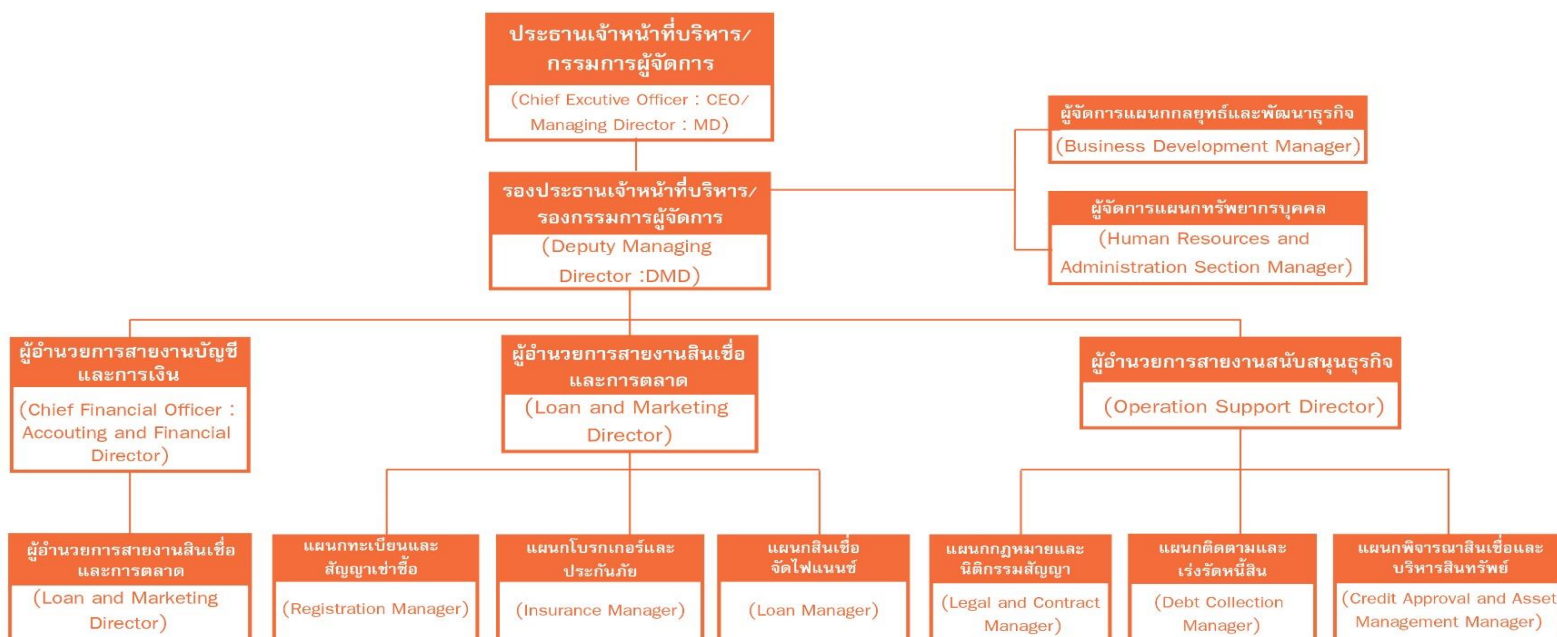 ประธานเจ้าหน้าที่บริหาร/
กรรมการผู้จัดการ
(Chief Excutive Officer : CEO/
Managing Director : MD)
ผู้จัดการแผนกกลยุทธ์และพัฒนาธุรกิจ
(Business Development Manager)
รองประธานเจ้าหน้าที่บริหาร/
รองกรรมการผู้จัดการ
(Deputy Managing
Director :DMD)
ผู้จัดการแผนกทรัพยากรบุคคล
(Human Resources and
Administration Section Manager)
ผู้อำนวยการสายงานบัญชี
และการเงิน
(Chief Financial Officer :
Accouting and Financial
Director)
ผู้อำนวยการสายงานสินเชื่อ
และการตลาด
(Loan and Marketing
Director)
ผู้อำนวยการสายงานสนับสนุนธุรกิจ
(Operation Support Director)
ผู้อำนวยการสายงานสินเชื่อ
และการตลาด
(Loan and Marketing
Director)
แผนกทะเบียนและ
สัญญาเช่าซื้อ
(Registration Manager)
แผนกโบรกเกอร์และ
ประกันภัย
(Insurance Manager)
แผนกสินเชื่อ
จัดไฟแนนซ์
(Loan Manager)
แผนกกฎหมายและ
นิติกรรมสัญญา
(Legal and Contract
Manager)
แผนกติดตามและ
เร่งรัดหนี้สิน
(Debt Collection
Manager)
แผนกพิจารณาสินเชื่อและ
บริหารสินทรัพย์
(Credit Approval and Asset
Management Manager)